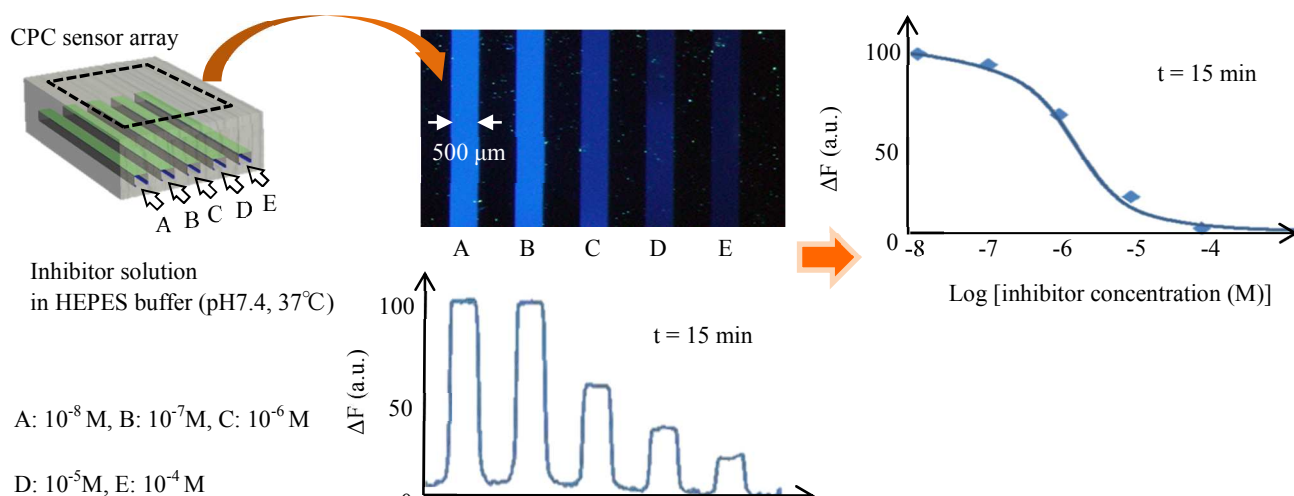 CPC sensor array
A
B
C
D
E
Inhibitor solution
in HEPES buffer (pH7.4, 37℃)
A: 10⁻⁸ M, B: 10⁻⁷M, C: 10⁻⁶ M
D: 10⁻⁵M, E: 10⁻⁴ M
500 μm
A B C D E
100
50
0
ΔF (a.u.)
t = 15 min
100
50
0
ΔF (a.u.)
t = 15 min
-8 -7 -6 -5 -4
Log [inhibitor concentration (M)]